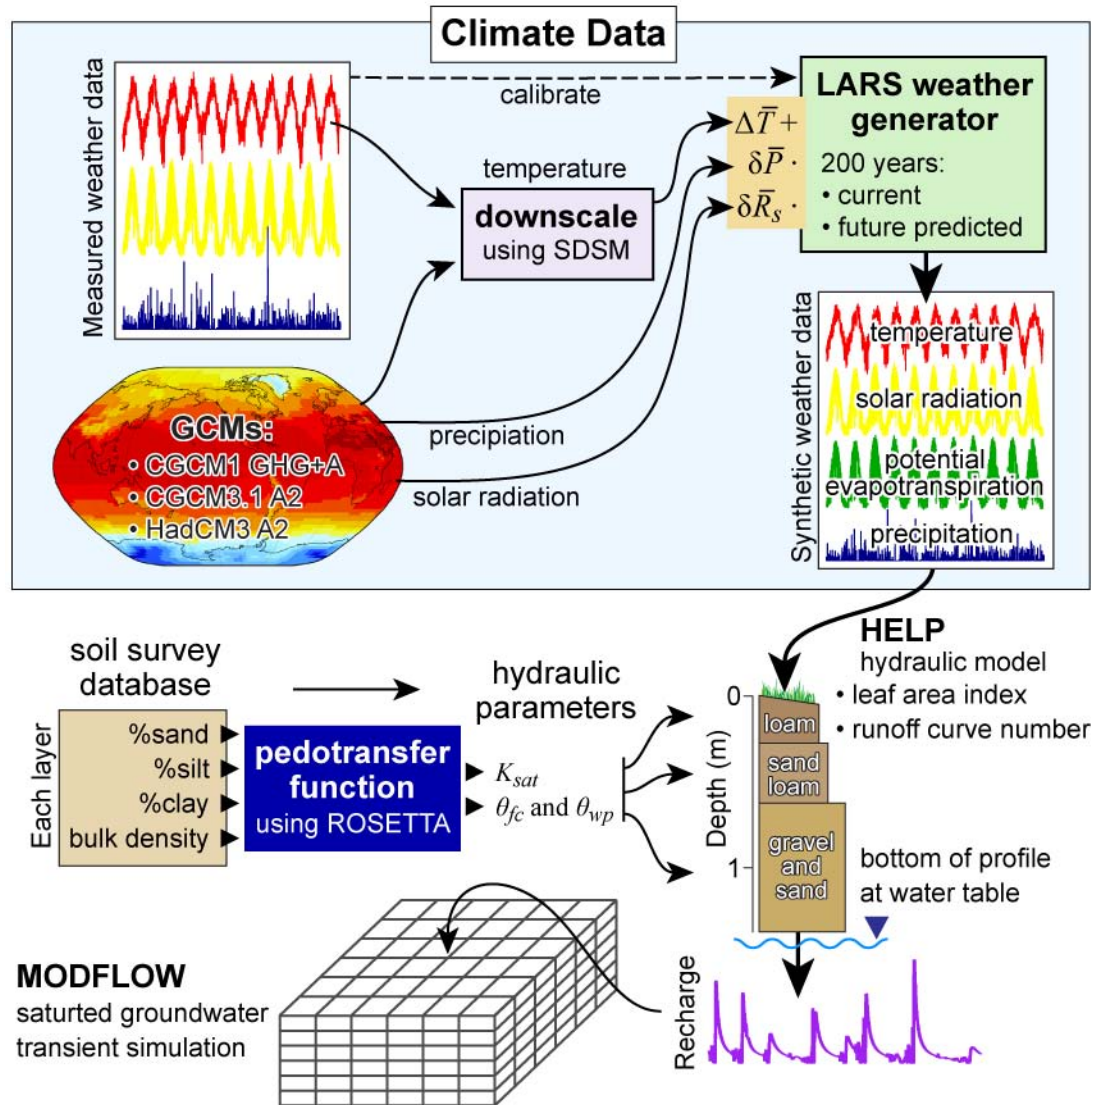 Climate Data
Measured weather data
calibrate
LARS weather
generator
200 years:
• current
• future predicted
ΔT̅ +
δP̅ ·
δR̅s ·
temperature
downscale
using SDSM
GCMs:
• CGCM1 GHG+A
• CGCM3.1 A2
• HadCM3 A2
precipiation
solar radiation
Synthetic weather data
temperature
solar radiation
potential
evapotranspiration
precipitation
HELP
hydraulic model
• leaf area index
• runoff curve number
soil survey
database
Each layer
%sand
%silt
%clay
bulk density
pedotransfer
function
using ROSETTA
hydraulic
parameters
Ksat
θfc and θwp
Depth (m)
0
1
loam
sand
loam
gravel
and
sand
bottom of profile
at water table
Recharge
MODFLOW
saturted groundwater
transient simulation